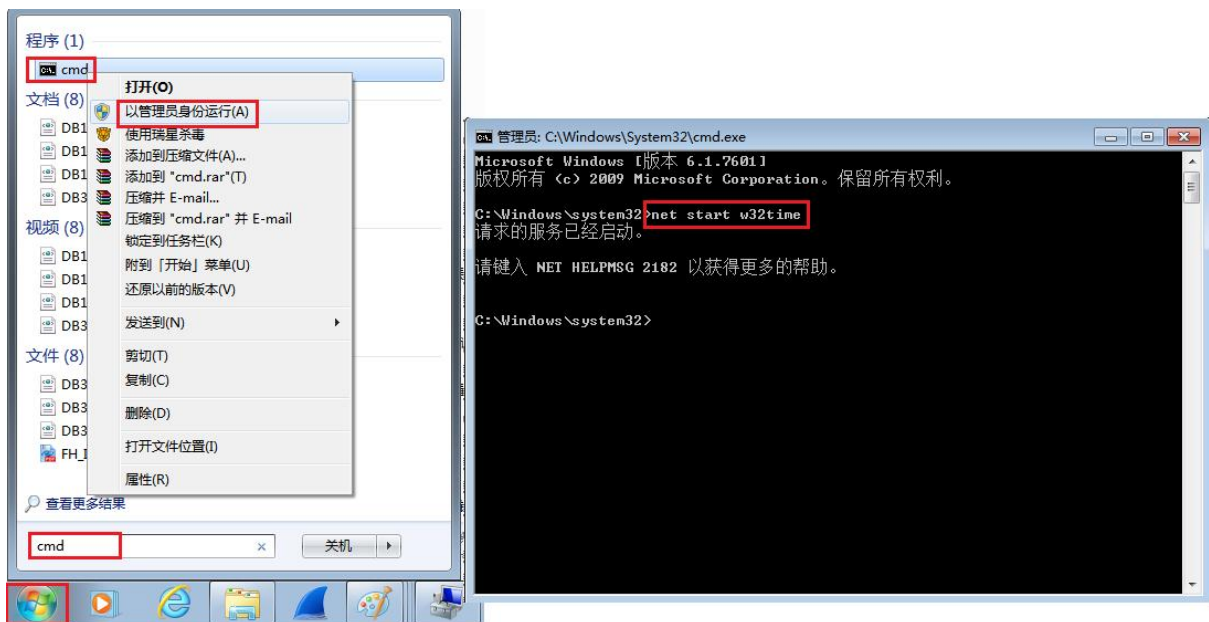 程序 (1)
cmd
打开(O)
文档 (8)
以管理员身份运行(A)
DB1
使用瑞星杀毒
DB1
添加到压缩文件(A)...
DB1
添加到 "cmd.rar"(T)
DB3
压缩并 E-mail...
压缩到 "cmd.rar" 并 E-mail
视频 (8)
锁定到任务栏(K)
DB1
附到「开始」菜单(U)
DB1
还原以前的版本(V)
DB1
DB3
发送到(N)
文件 (8)
剪切(T)
DB3
复制(C)
DB3
删除(D)
DB3
打开文件位置(I)
FH_I
属性(R)
查看更多结果
cmd
关机
管理员: C:\Windows\System32\cmd.exe
Microsoft Windows [版本 6.1.7601]
版权所有 (c) 2009 Microsoft Corporation。保留所有权利。
C:\Windows\system32>net start w32time
请求的服务已经启动。
请键入 NET HELPMSG 2182 以获得更多的帮助。
C:\Windows\system32>